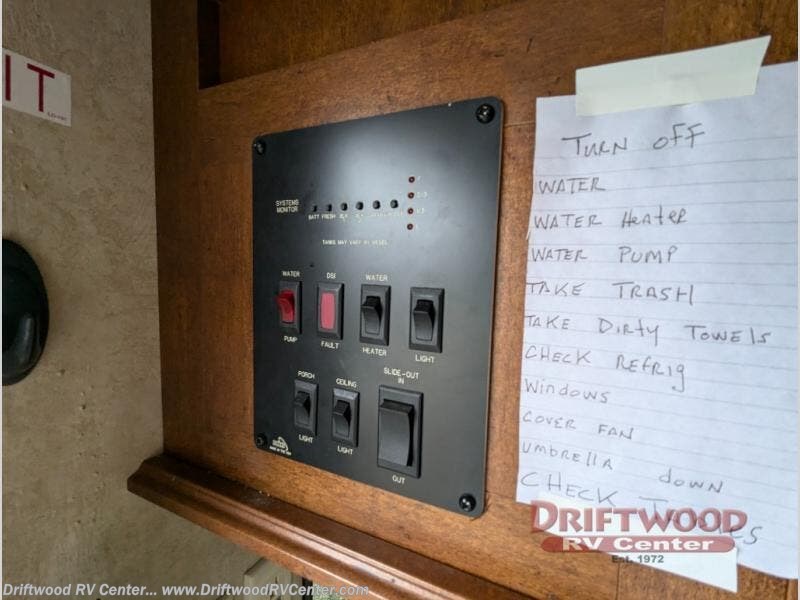 IT
TURN OFF
WATER
WATER Heater
WATER PUMP
TAKE TRASH
TAKE Dirty Towels
CHECK Refrig
Windows
COVER FAN
UMBRELLA down
CHECK
SYSTEMS
MONITOR
BATT FRESH
TANKS MAY VARY BY MODEL
WATER
PUMP
DSI
FAULT
WATER
HEATER
LIGHT
PORCH
LIGHT
CEILING
LIGHT
SLIDE-OUT
IN
OUT
DRIFTWOOD
RV Center
Est. 1972
Driftwood RV Center... www.DriftwoodRVCenter.com